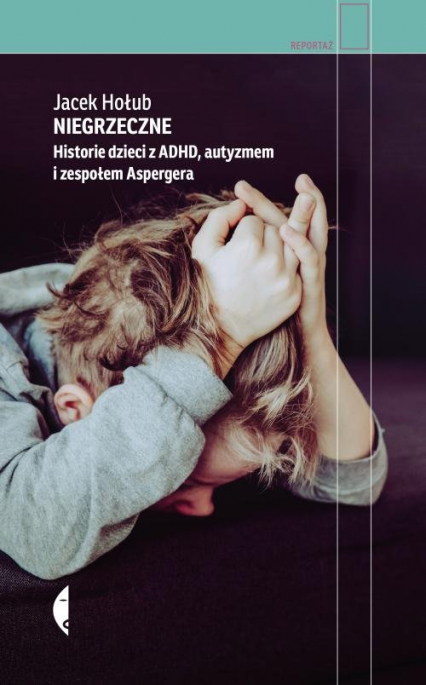 REPORTAŻ
Jacek Hołub
NIEGRZECZNE
Historie dzieci z ADHD, autyzmem
i zespołem Aspergera